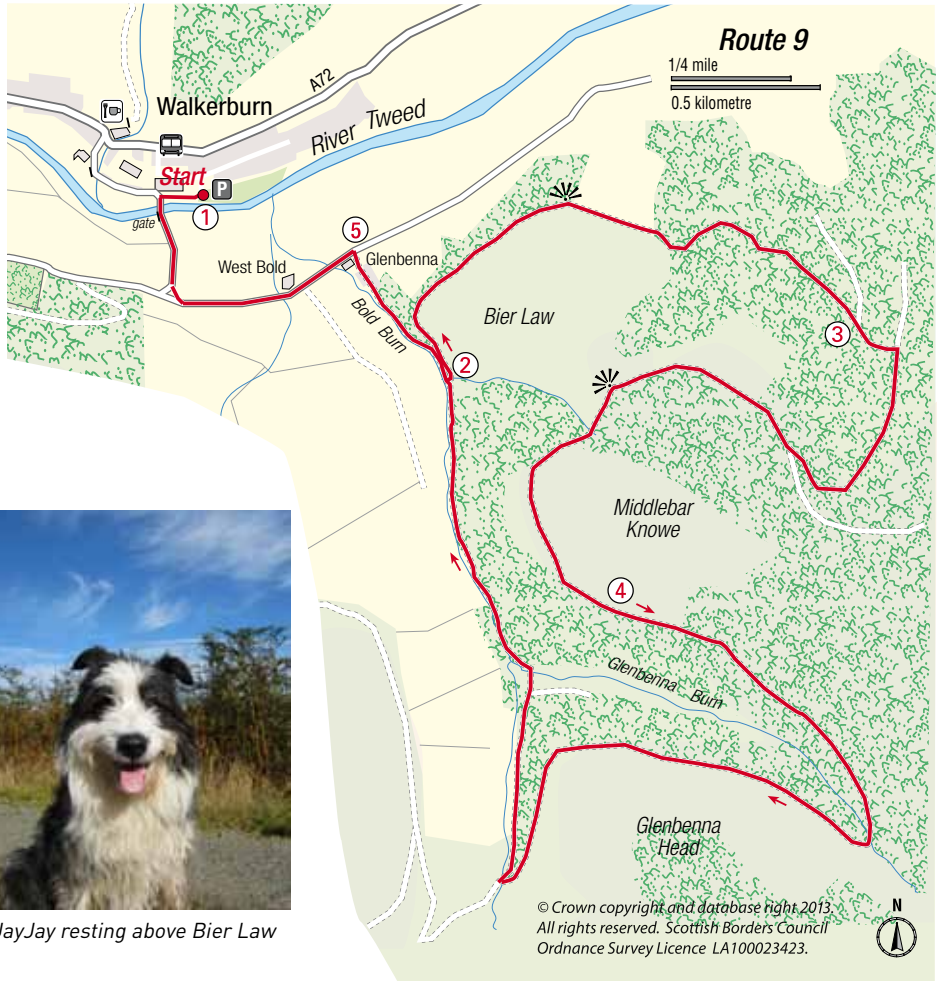 Route 9
1/4 mile
0.5 kilometre
A72
Walkerburn
River Tweed
Start
P
1
gate
5
West Bold
Glenbenna
Bold Burn
Bier Law
2
3
Middlebar
Knowe
4
Glenbenna Burn
Glenbenna
Head
© Crown copyright and database right 2013.
All rights reserved. Scottish Borders Council
Ordnance Survey Licence LA100023423.
N
JayJay resting above Bier Law